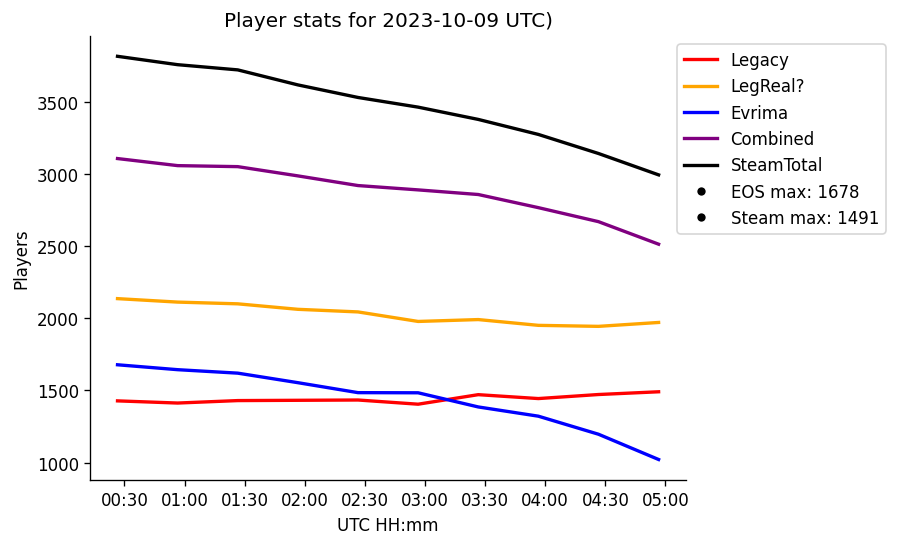 Player stats for 2023-10-09 UTC)
Legacy
LegReal?
Evrima
Combined
SteamTotal
EOS max: 1678
Steam max: 1491
Players
3500
3000
2500
2000
1500
1000
00:30 01:00 01:30 02:00 02:30 03:00 03:30 04:00 04:30 05:00
UTC HH:mm